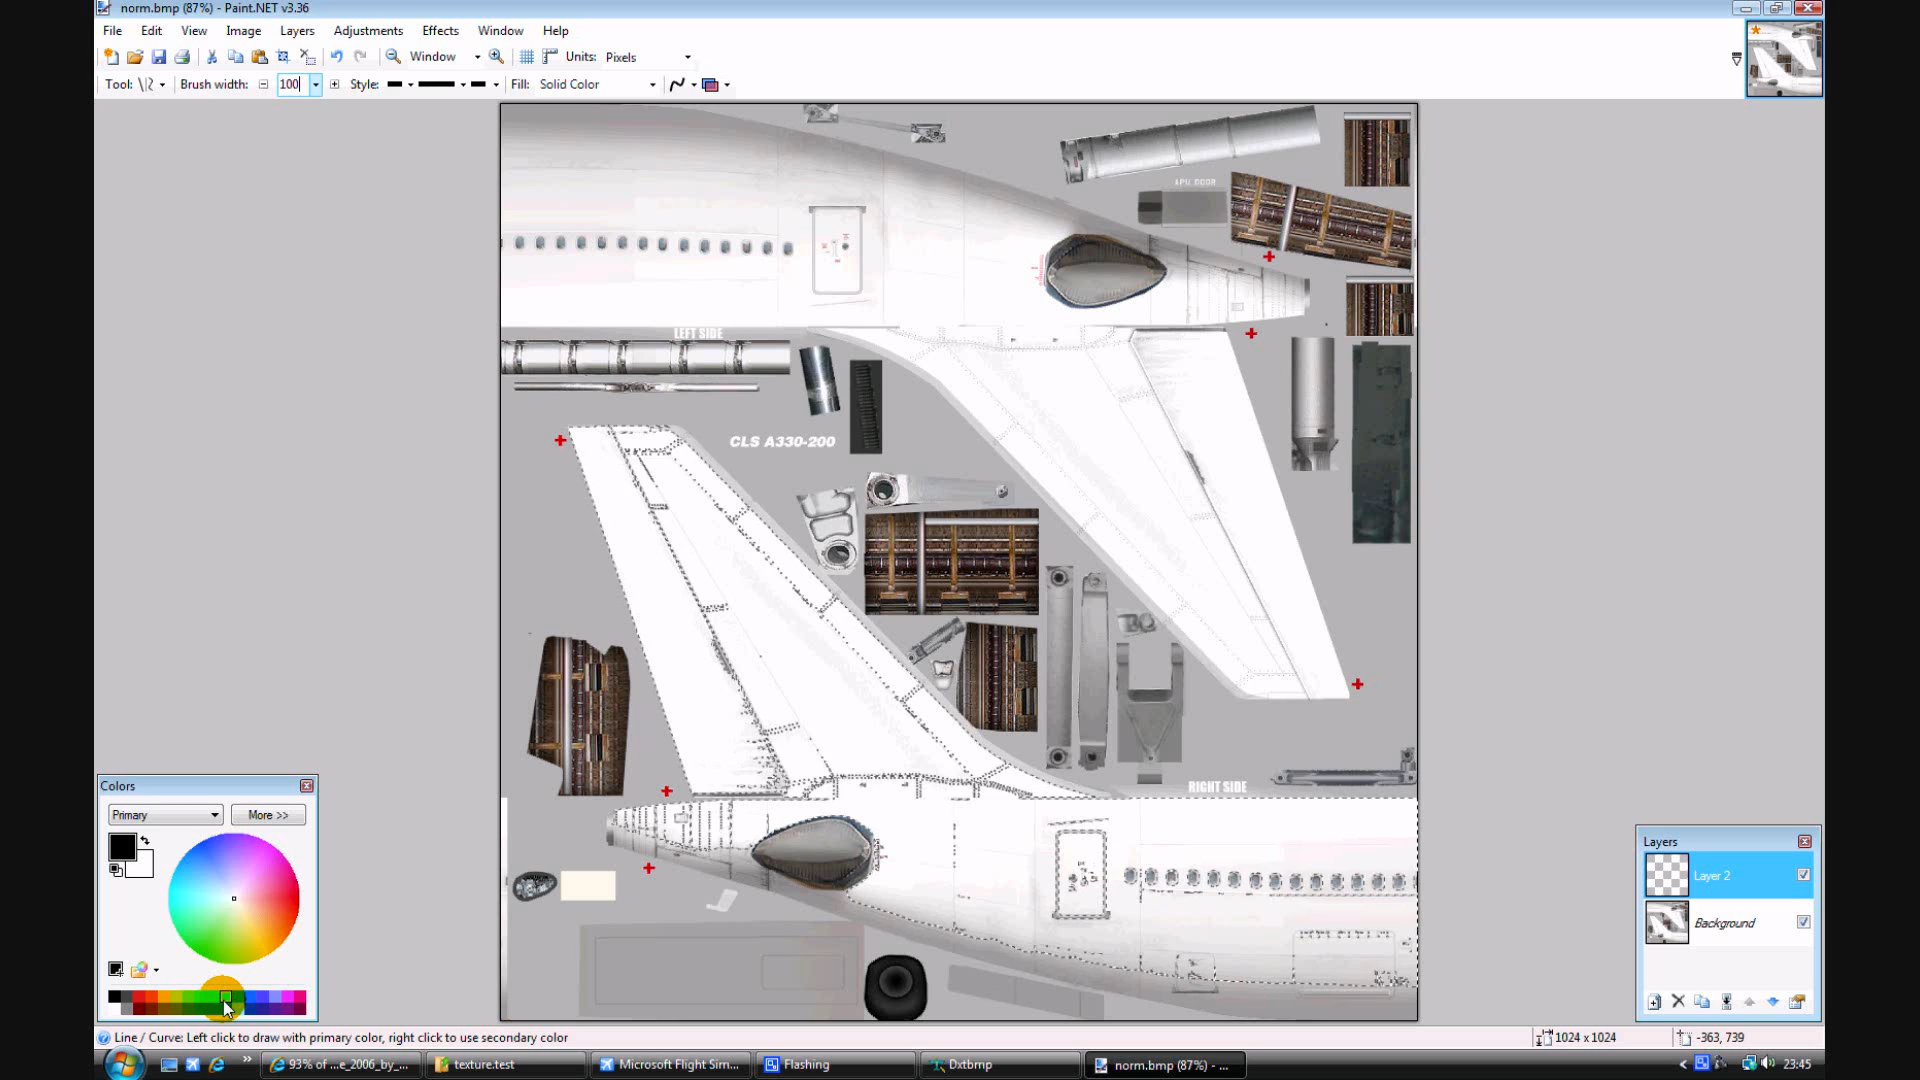 norm.bmp (87%) - Paint.NET v3.36
File Edit View Image Layers Adjustments Effects Window Help
Window Units: Pixels
Tool: Brush width: 100 Style: Fill: Solid Color
APU DOOR
LEFT SIDE
CLS A330-200
RIGHT SIDE
Colors
Primary More >>
Layers
Layer 2
Background
Line / Curve: Left click to draw with primary color, right click to use secondary color
1024 x 1024 -363, 739
93% of ...e_2006_by_... texture.test Microsoft Flight Sim... Flashing Dxtbmp norm.bmp (87%) - ... 23:45